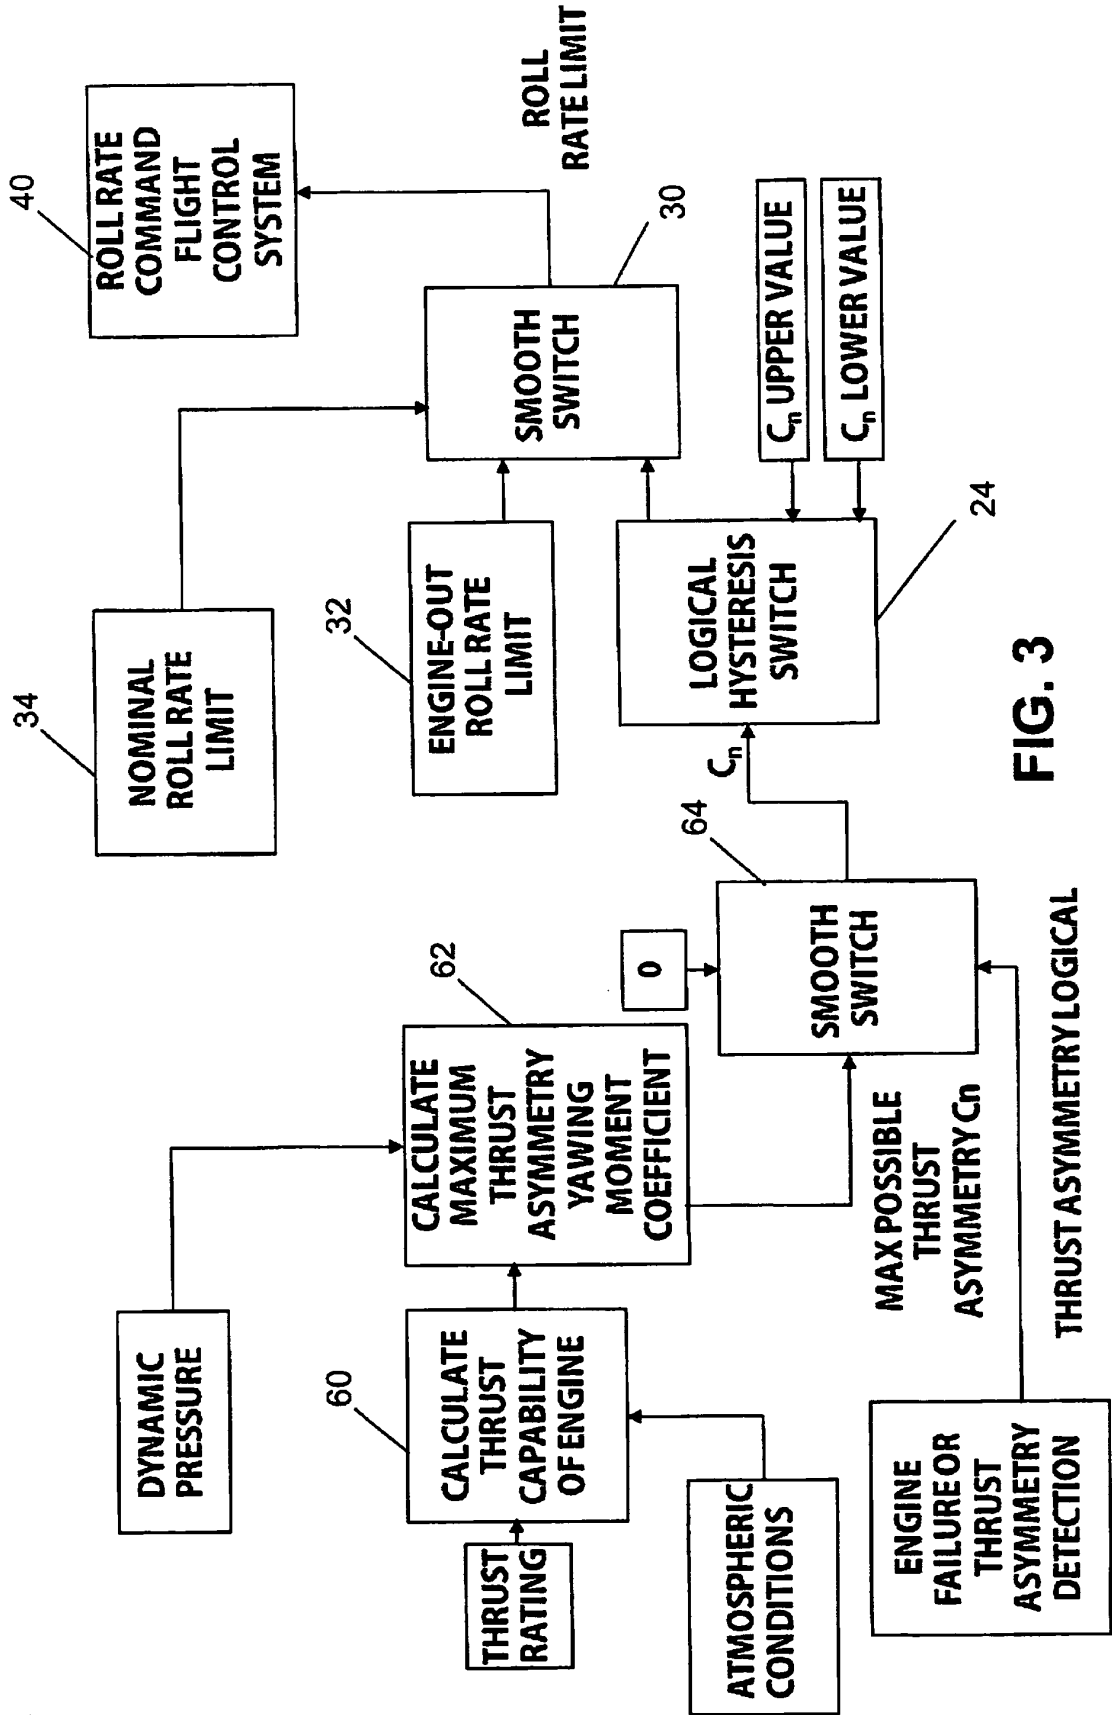 40
ROLL RATE
COMMAND
FLIGHT
CONTROL
SYSTEM
34
NOMINAL
ROLL RATE
LIMIT
ROLL
RATE LIMIT
32
ENGINE-OUT
ROLL RATE
LIMIT
SMOOTH
SWITCH
30
DYNAMIC
PRESSURE
62
CALCULATE
MAXIMUM
THRUST
ASYMMETRY
YAWING
MOMENT
COEFFICIENT
60
CALCULATE
THRUST
CAPABILITY
OF ENGINE
THRUST
RATING
0
64
Cn
LOGICAL
HYSTERESIS
SWITCH
24
Cn UPPER VALUE
Cn LOWER VALUE
ATMOSPHERIC
CONDITIONS
MAX POSSIBLE
THRUST
ASYMMETRY Cn
SMOOTH
SWITCH
ENGINE
FAILURE OR
THRUST
ASYMMETRY
DETECTION
THRUST ASYMMETRY LOGICAL
FIG. 3